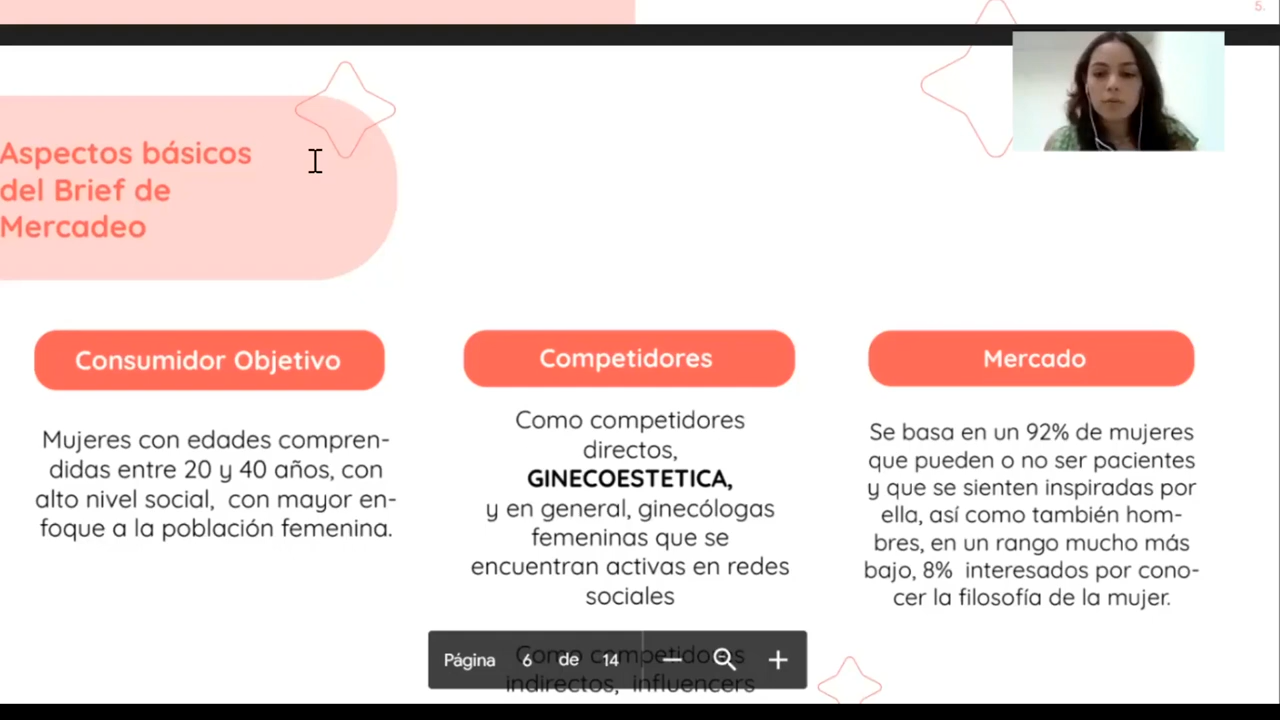 5.
Aspectos básicos
del Brief de
Mercadeo
Consumidor Objetivo
Mujeres con edades compren-
didas entre 20 y 40 años, con
alto nivel social, con mayor en-
foque a la población femenina.
Competidores
Como competidores
directos,
GINECOESTETICA,
y en general, ginecólogas
femeninas que se
encuentran activas en redes
sociales
Como competidores
indirectos, influencers
Mercado
Se basa en un 92% de mujeres
que pueden o no ser pacientes
y que se sienten inspiradas por
ella, así como también hom-
bres, en un rango mucho más
bajo, 8% interesados por cono-
cer la filosofía de la mujer.
Página 6 de 14